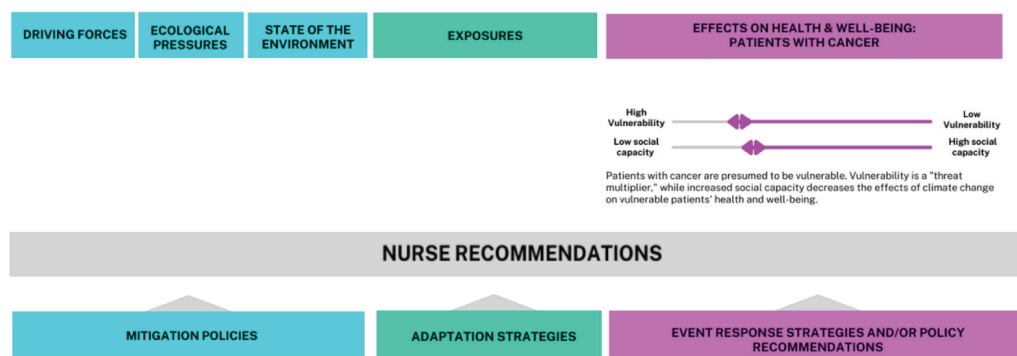 DRIVING FORCES
ECOLOGICAL
PRESSURES
STATE OF THE
ENVIRONMENT
EXPOSURES
EFFECTS ON HEALTH & WELL-BEING:
PATIENTS WITH CANCER
High
Vulnerability
Low
Vulnerability
Low social
capacity
High social
capacity
Patients with cancer are presumed to be vulnerable. Vulnerability is a "threat
multiplier," while increased social capacity decreases the effects of climate change
on vulnerable patients' health and well-being.
NURSE RECOMMENDATIONS
MITIGATION POLICIES
ADAPTATION STRATEGIES
EVENT RESPONSE STRATEGIES AND/OR POLICY
RECOMMENDATIONS